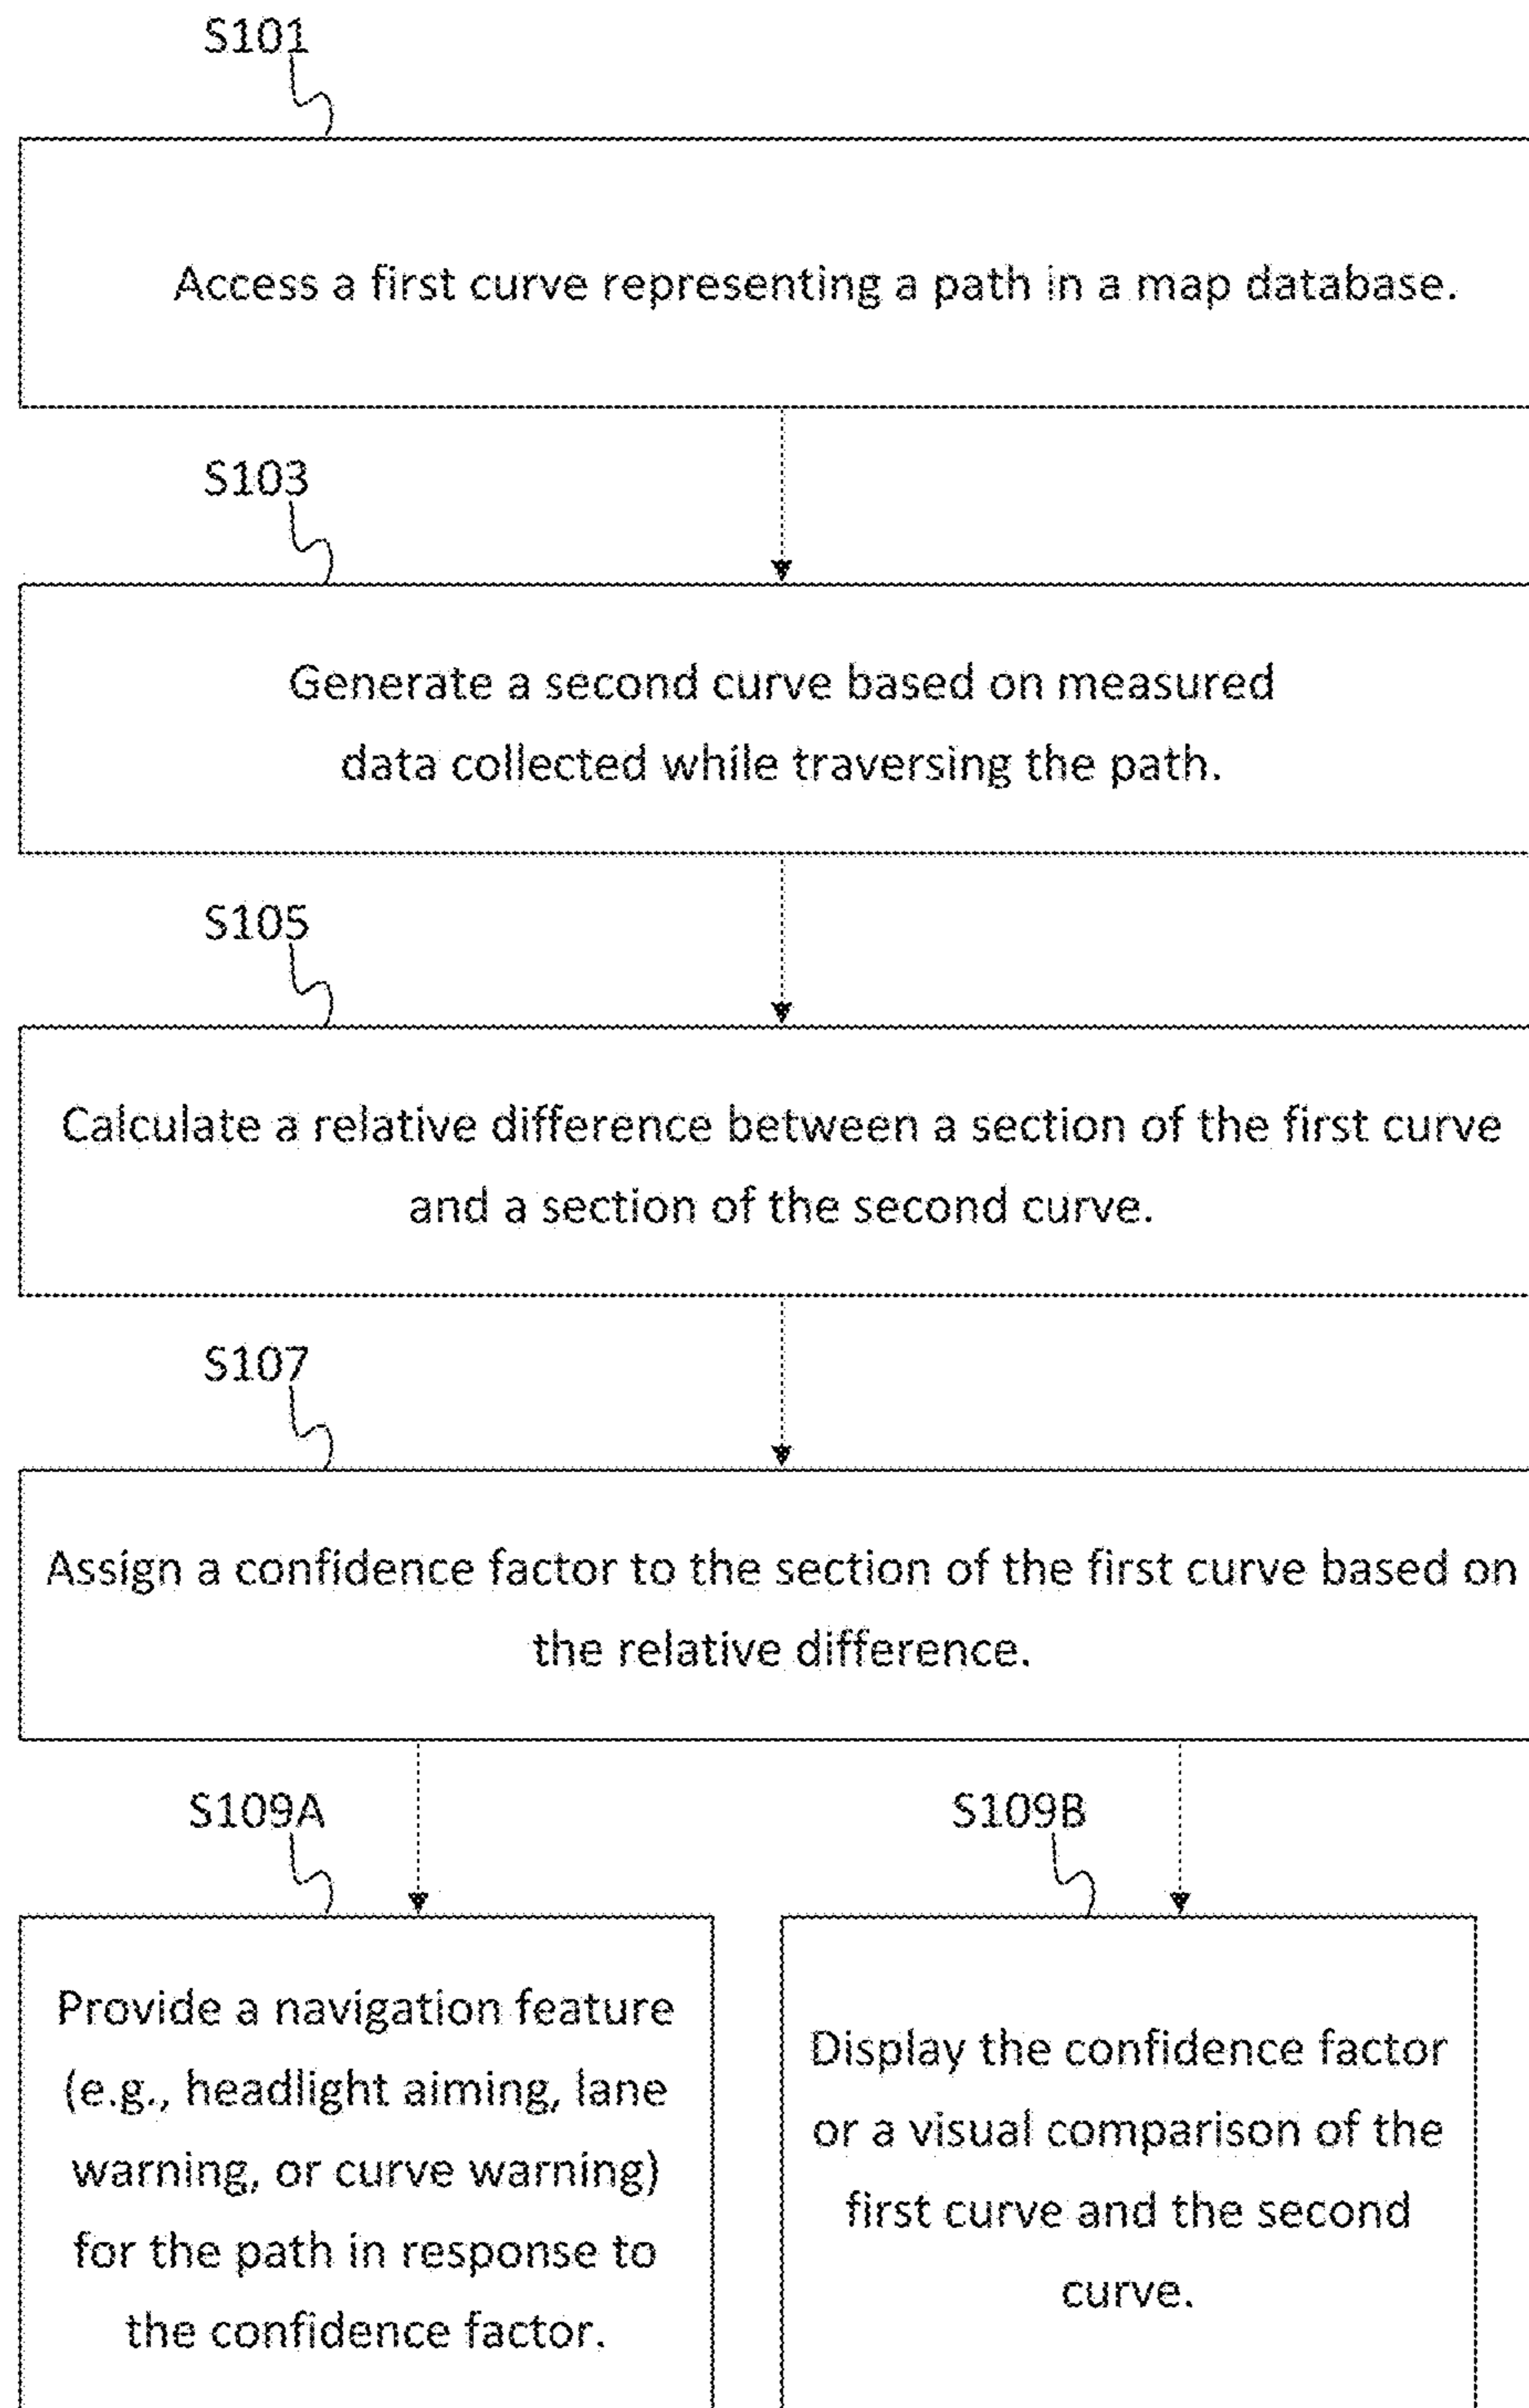 S101
Access a first curve representing a path in a map database.
S103
Generate a second curve based on measured
data collected while traversing the path.
S105
Calculate a relative difference between a section of the first curve
and a section of the second curve.
S107
Assign a confidence factor to the section of the first curve based on
the relative difference.
S109A
Provide a navigation feature
(e.g., headlight aiming, lane
warning, or curve warning)
for the path in response to
the confidence factor.
S109B
Display the confidence factor
or a visual comparison of the
first curve and the second
curve.